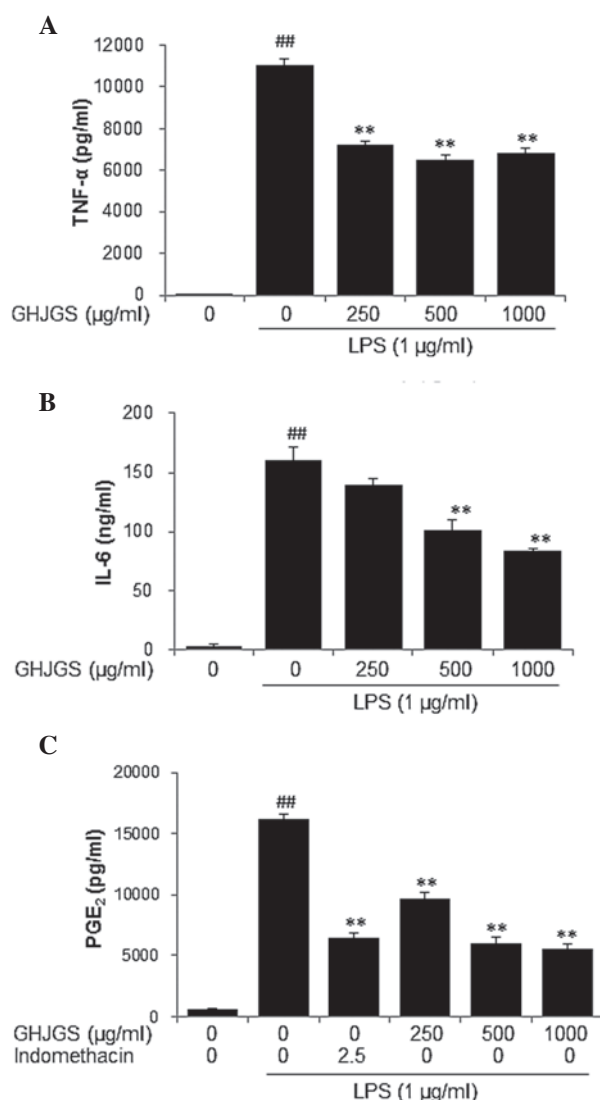 A
TNF-α (pg/ml)
12000
10000
8000
6000
4000
2000
0
##
**
**
**
GHJGS (µg/ml) 0 0 250 500 1000
LPS (1 µg/ml)
B
IL-6 (ng/ml)
200
150
100
50
0
##
**
**
GHJGS (µg/ml) 0 0 250 500 1000
LPS (1 µg/ml)
C
PGE₂ (pg/ml)
20000
15000
10000
5000
0
##
**
**
**
**
GHJGS (µg/ml) 0 0 0 250 500 1000
Indomethacin 0 0 2.5 0 0 0
LPS (1 µg/ml)